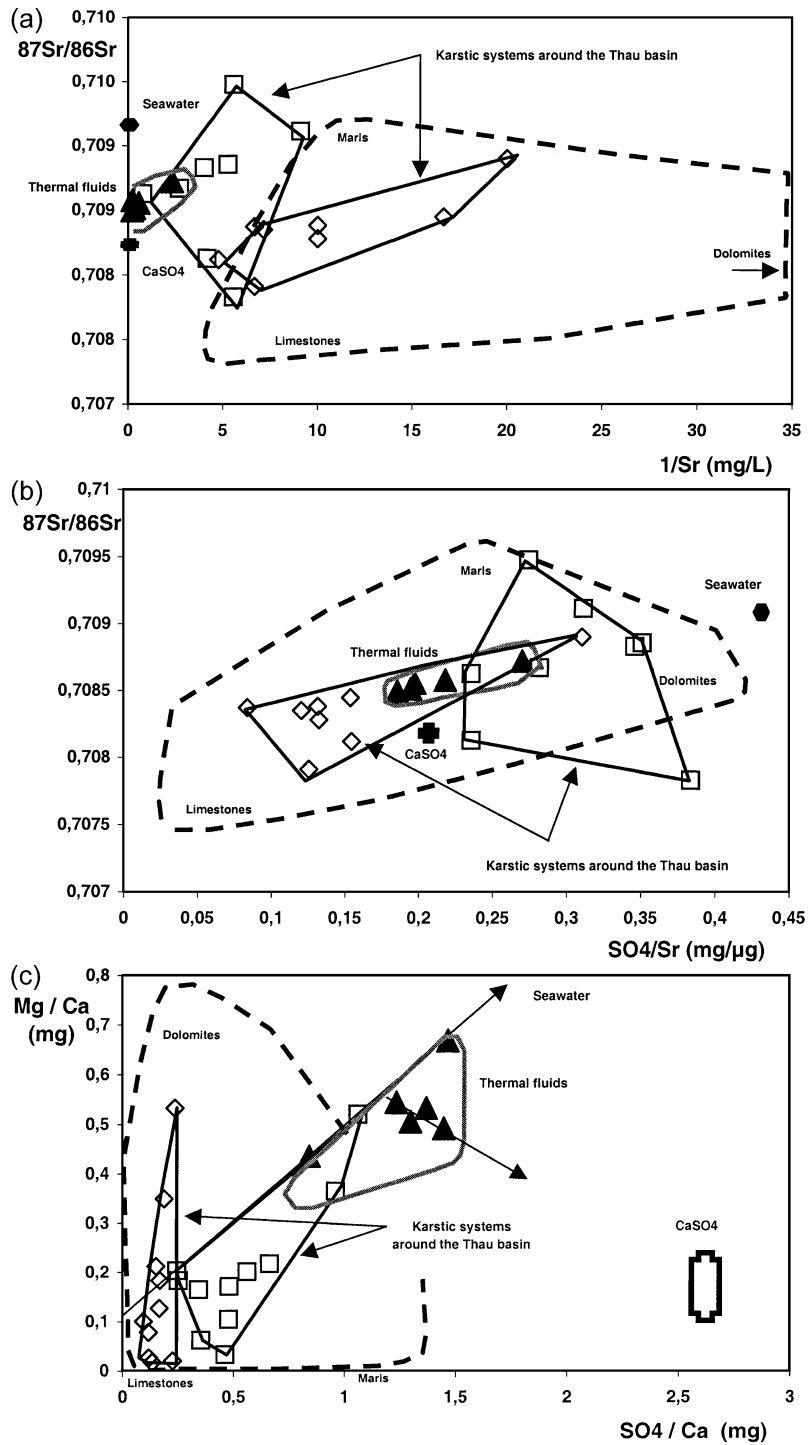 (a)
0,710
87Sr/86Sr
Karstic systems around the Thau basin
0,710
Seawater
0,709
Marls
Thermal fluids
0,709
Dolomites
0,708
CaSO4
0,708
Limestones
0,707
0 5 10 15 20 25 30 35
1/Sr (mg/L)
(b)
0,71
87Sr/86Sr
0,7095
Marls
Seawater
0,709
Thermal fluids
0,7085
Dolomites
0,708
CaSO4
0,7075
Limestones
Karstic systems around the Thau basin
0,707
0 0,05 0,1 0,15 0,2 0,25 0,3 0,35 0,4 0,45
SO4/Sr (mg/µg)
(c)
0,8
Mg / Ca
(mg)
Seawater
0,7
Dolomites
0,6
Thermal fluids
0,5
0,4
0,3
Karstic systems
around the Thau basin
CaSO4
0,2
0,1
0
Limestones
Marls
0 0,5 1 1,5 2 2,5 3
SO4 / Ca (mg)